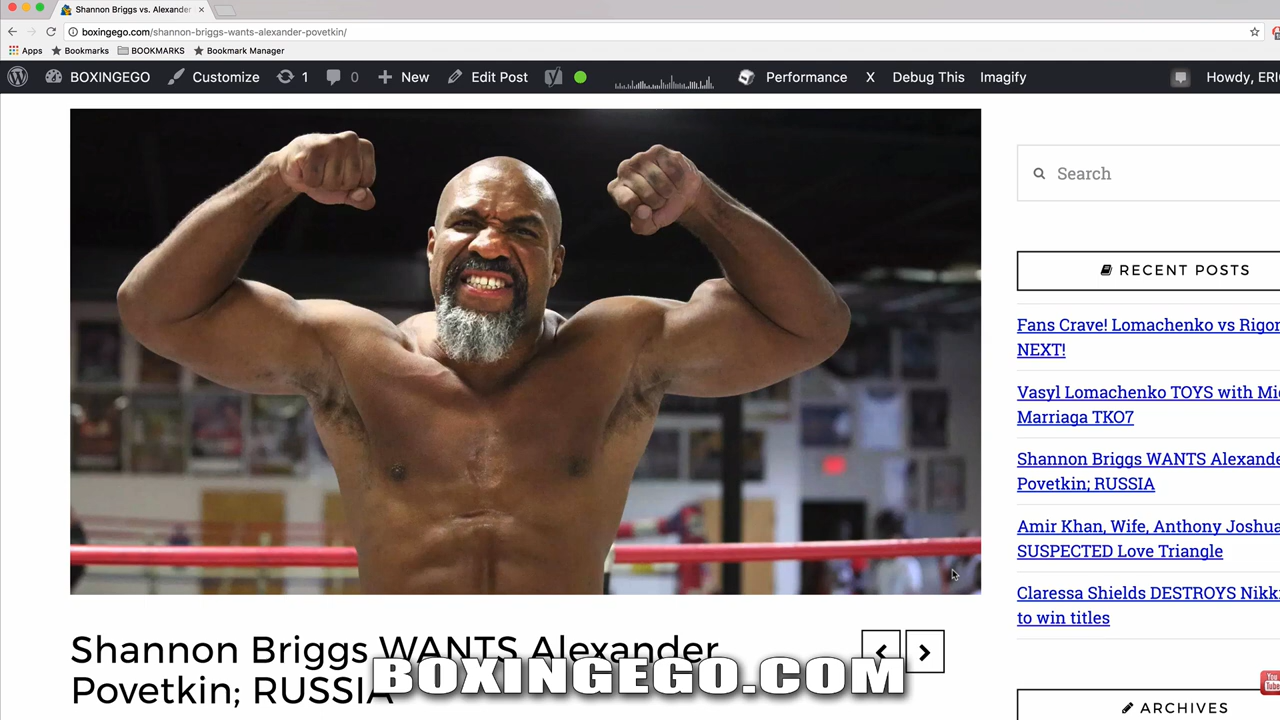 Shannon Briggs vs. Alexander
boxingego.com/shannon-briggs-wants-alexander-povetkin/
Apps Bookmarks BOOKMARKS Bookmark Manager
BOXINGEGO Customize 1 0 New Edit Post Performance X Debug This Imagify Howdy, ERI
Search
RECENT POSTS
Fans Crave! Lomachenko vs Rigon
NEXT!
Vasyl Lomachenko TOYS with Mi
Marriaga TKO7
Shannon Briggs WANTS Alexande
Povetkin; RUSSIA
Amir Khan, Wife, Anthony Joshua
SUSPECTED Love Triangle
Claressa Shields DESTROYS Nikk
to win titles
Shannon Briggs WANTS Alexander
Povetkin; RUSSIA
BOXINGEGO.COM
You
Tube
ARCHIVES